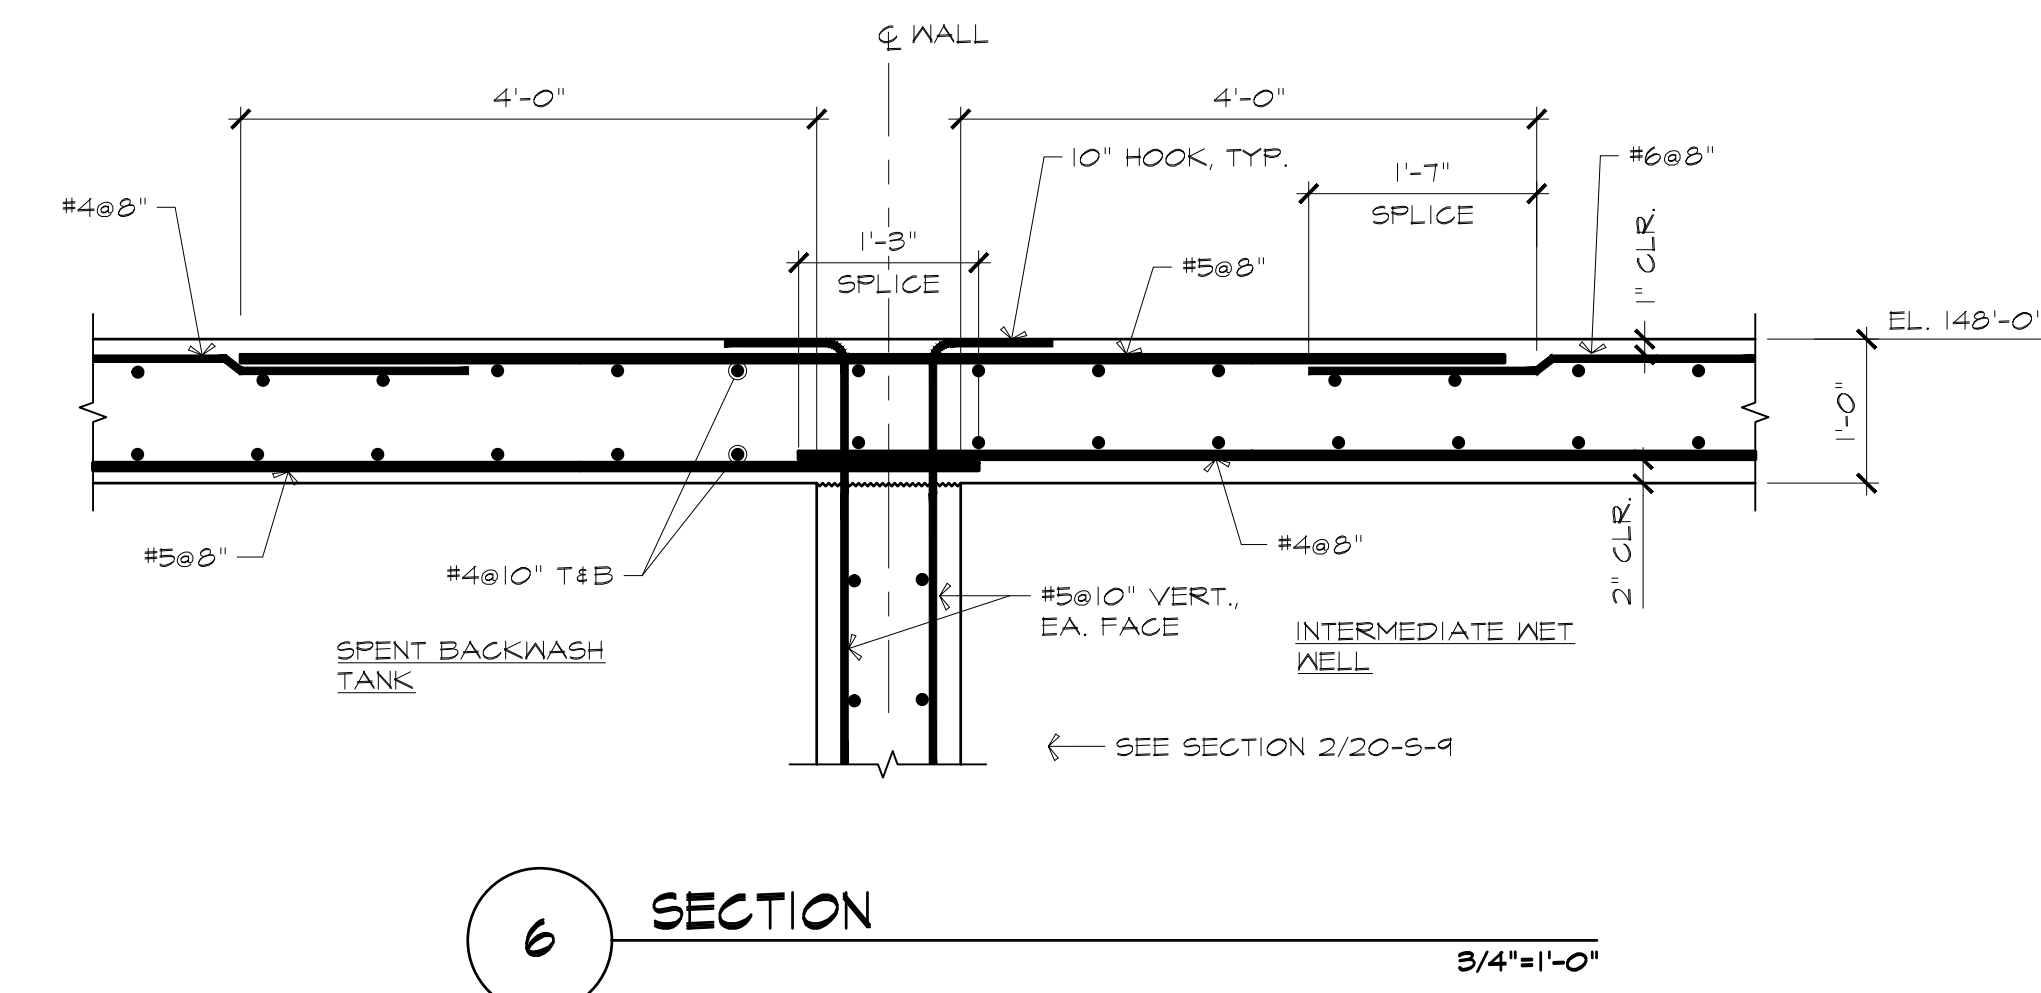 ℄ WALL
4'-0"
4'-0"
10" HOOK, TYP.
#6@8"
1'-7"
SPLICE
#4@8"
1'-3"
SPLICE
#5@8"
1" CLR.
EL. 148'-0'
1'-0"
2" CLR.
#5@8"
#4@10" T&B
#4@8"
#5@10" VERT.,
EA. FACE
SPENT BACKWASH
TANK
INTERMEDIATE WET
WELL
SEE SECTION 2/20-S-9
6
SECTION
3/4"=1'-0"